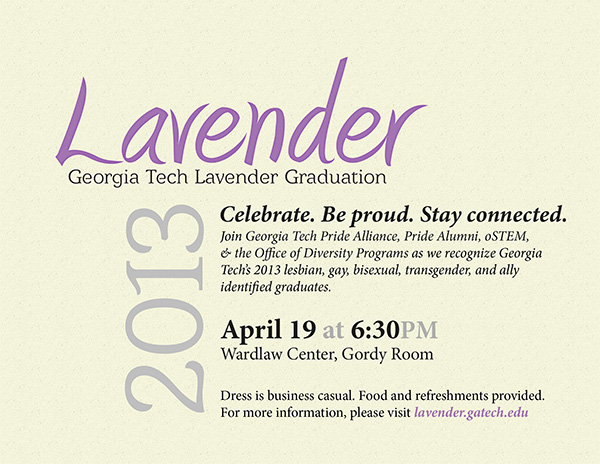 Lavender
Georgia Tech Lavender Graduation
2013
Celebrate. Be proud. Stay connected.
Join Georgia Tech Pride Alliance, Pride Alumni, oSTEM,
& the Office of Diversity Programs as we recognize Georgia
Tech's 2013 lesbian, gay, bisexual, transgender, and ally
identified graduates.
April 19 at 6:30PM
Wardlaw Center, Gordy Room
Dress is business casual. Food and refreshments provided.
For more information, please visit lavender.gatech.edu